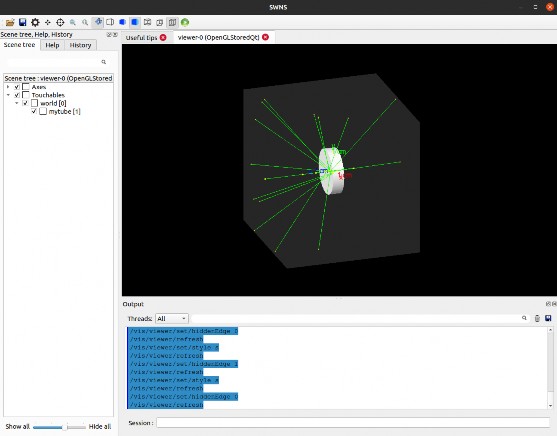 SWNS
Scene tree, Help, History
Scene tree
Help
History
Scene tree : viewer-0 (OpenGLStored
Axes
Touchables
world [0]
mytube [1]
Show all
Hide all
Useful tips
viewer-0 (OpenGLStoredQt)
Output
Threads: All
/vis/viewer/set/hiddenEdge
/vis/viewer/refresh
/vis/viewer/set/style s
/vis/viewer/refresh
/vis/viewer/set/hiddenEdge
/vis/viewer/refresh
/vis/viewer/set/style s
/vis/viewer/refresh
/vis/viewer/set/hiddenEdge
/vis/viewer/refresh
Session :